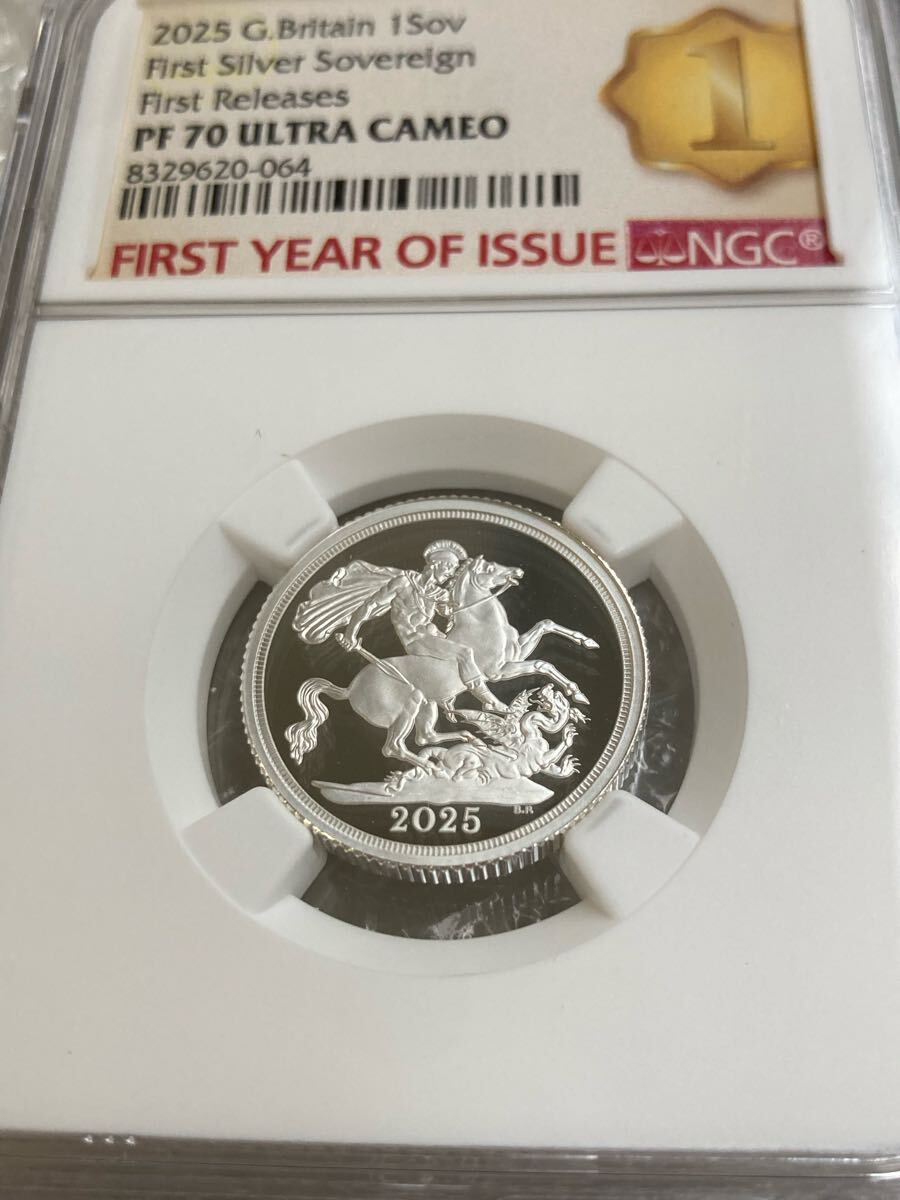 2025 G.Britain 1Sov
First Silver Sovereign
First Releases
PF 70 ULTRA CAMEO
8329620-064
1
FIRST YEAR OF ISSUE NGC®
2025
B.P.